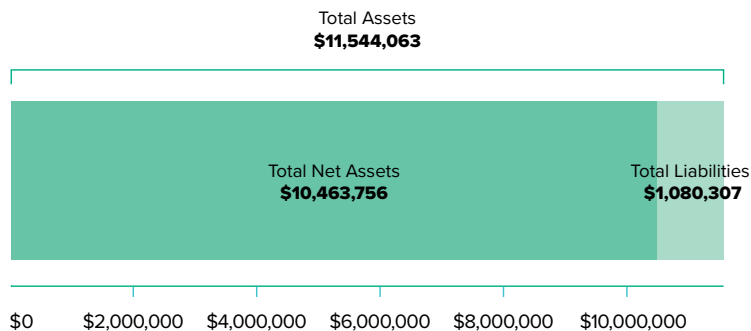 Total Assets
$11,544,063
Total Net Assets
$10,463,756
Total Liabilities
$1,080,307
$0 $2,000,000 $4,000,000 $6,000,000 $8,000,000 $10,000,000